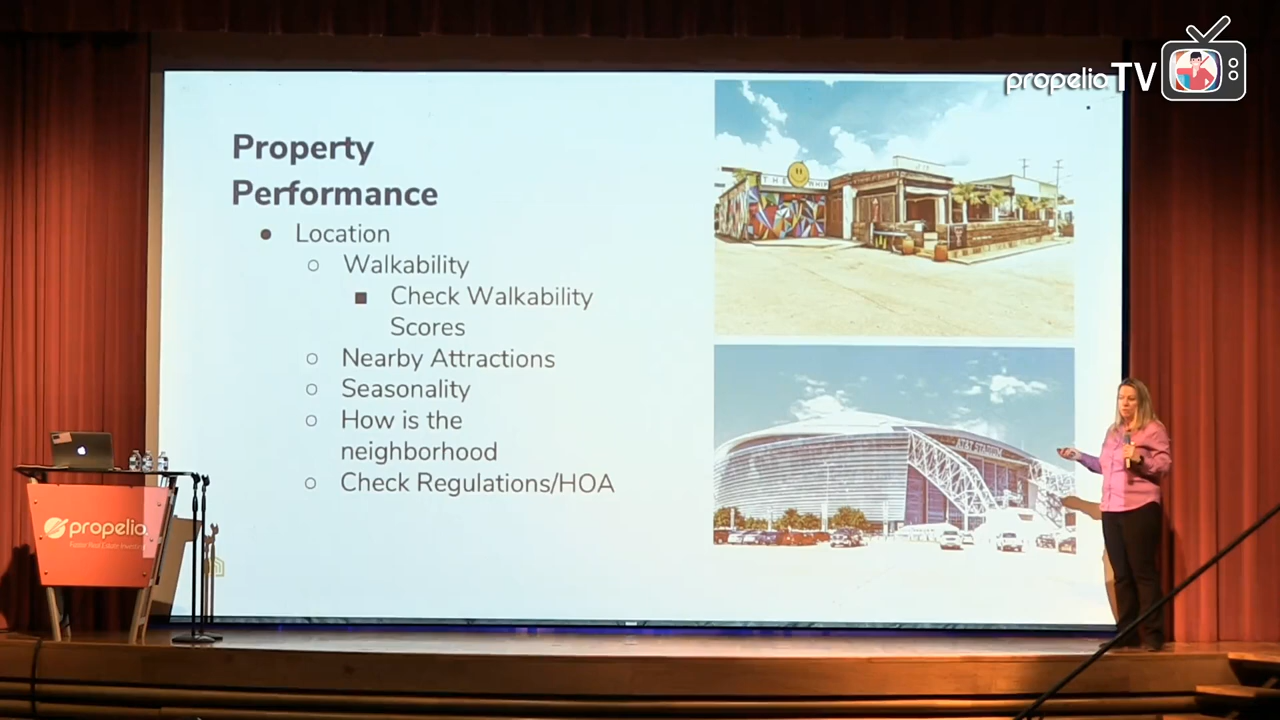 propelio TV
Property
Performance
● Location
○ Walkability
■ Check Walkability
Scores
○ Nearby Attractions
○ Seasonality
○ How is the
neighborhood
○ Check Regulations/HOA
THE
AT&T STADIUM
propelio